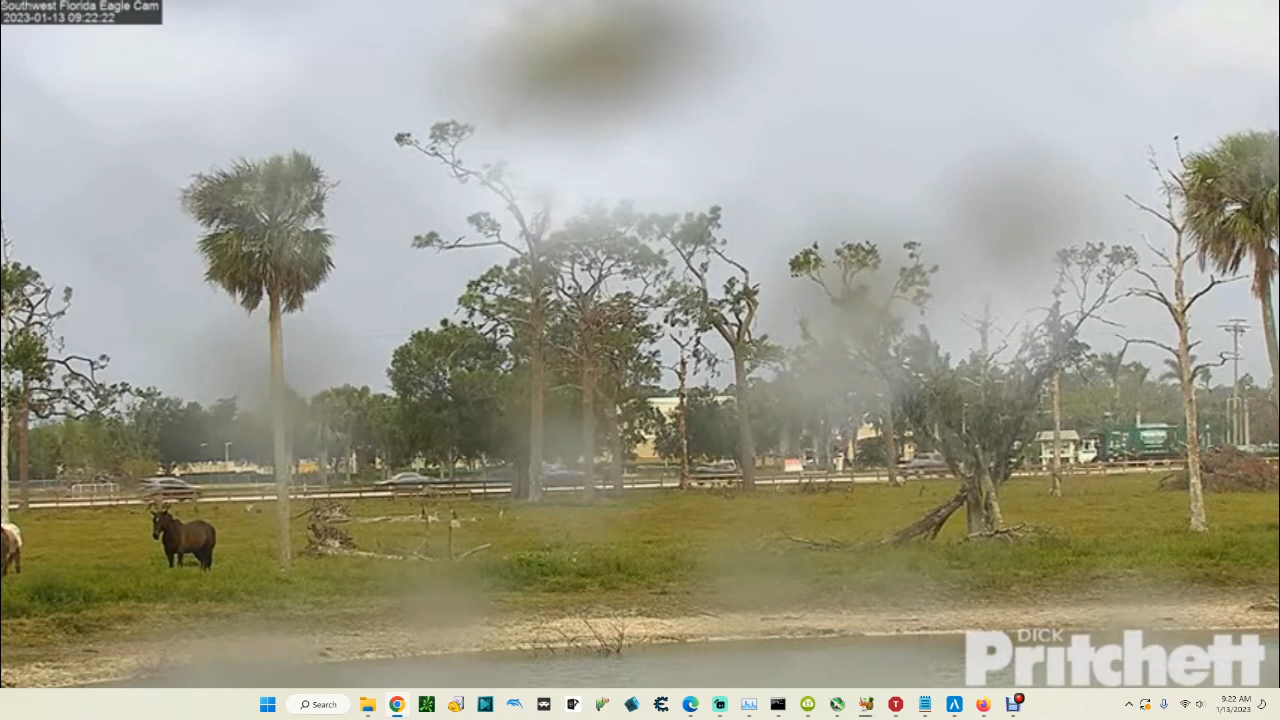 Southwest Florida Eagle Cam
2023-01-13 09:22:22
DICK
Pritchett
Search
9:22 AM
1/13/2023